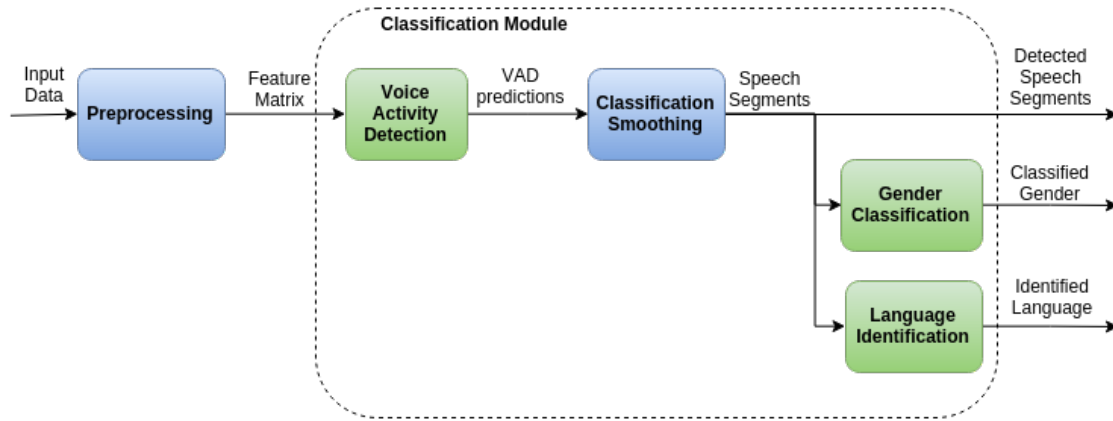 Classification Module
Input
Data
Preprocessing
Feature
Matrix
Voice
Activity
Detection
VAD
predictions
Classification
Smoothing
Speech
Segments
Detected
Speech
Segments
Gender
Classification
Classified
Gender
Language
Identification
Identified
Language